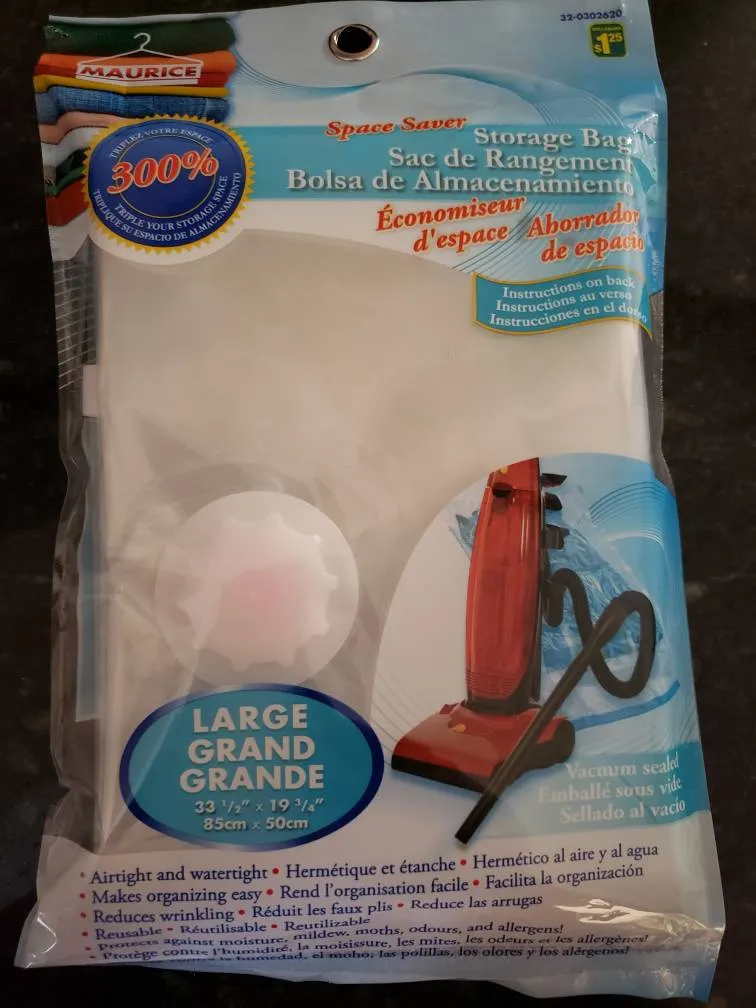 32-0302620
DOLLARAMA
$1 25
MAURICE
TRIPLEZ VOTRE ESPACE
300%
TRIPLE YOUR STORAGE SPACE
TRIPLIQUE SU ESPACIO DE ALMACENAMIENTO
Space Saver
Storage Bag
Sac de Rangement
Bolsa de Almacenamiento
Économiseur
d'espace
Ahorrador
de espacio
Instructions on back
Instructions au verso
Instrucciones en el dorso
LARGE
GRAND
GRANDE
33 1/2" x 19 3/4"
85cm x 50cm
Vacuum sealed
Emballé sous vide
Sellado al vacío
• Airtight and watertight • Hermétique et étanche • Hermético al aire y al agua
• Makes organizing easy • Rend l'organisation facile • Facilita la organización
• Reduces wrinkling • Réduit les faux plis • Reduce las arrugas
• Reusable • Réutilisable • Reutilizable
• Protects against moisture, mildew, moths, odours, and allergens!
• Protège contre l'humidité, la moisissure, les mites, les odeurs et les allergènes!
la humedad, el moho, las polillas, los olores y los alérgenos!